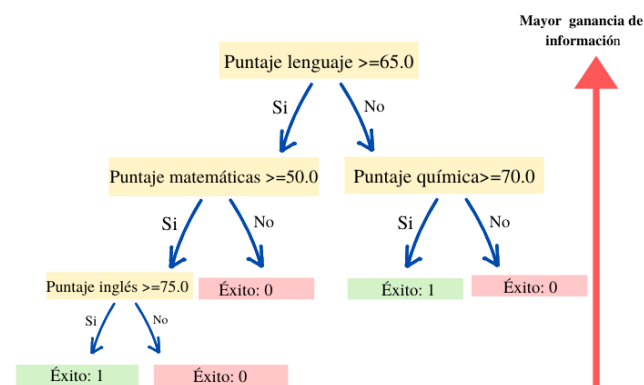 Mayor ganancia de
información
Puntaje lenguaje >=65.0
Si
No
Puntaje matemáticas >=50.0
Puntaje química>=70.0
Si
No
Si
No
Puntaje inglés >=75.0
Éxito: 0
Éxito: 1
Éxito: 0
Si
No
Éxito: 1
Éxito: 0